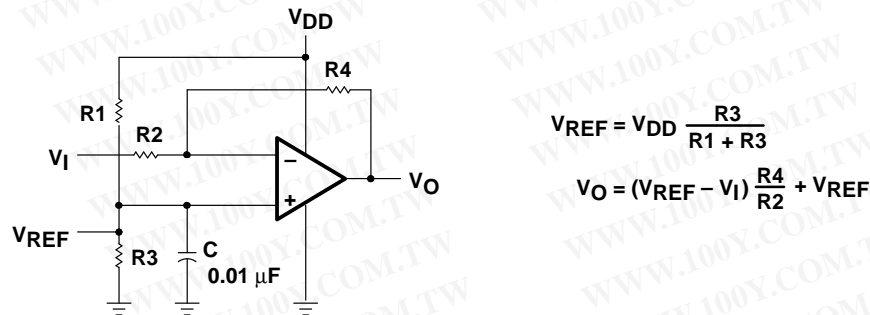 VDD
R4
R1
R2
VI
−
+
VO
VREF
R3
C
0.01 μF
VREF = VDD R3 / R1 + R3
VO = (VREF − VI) R4 / R2 + VREF
WWW.100Y.COM.TW